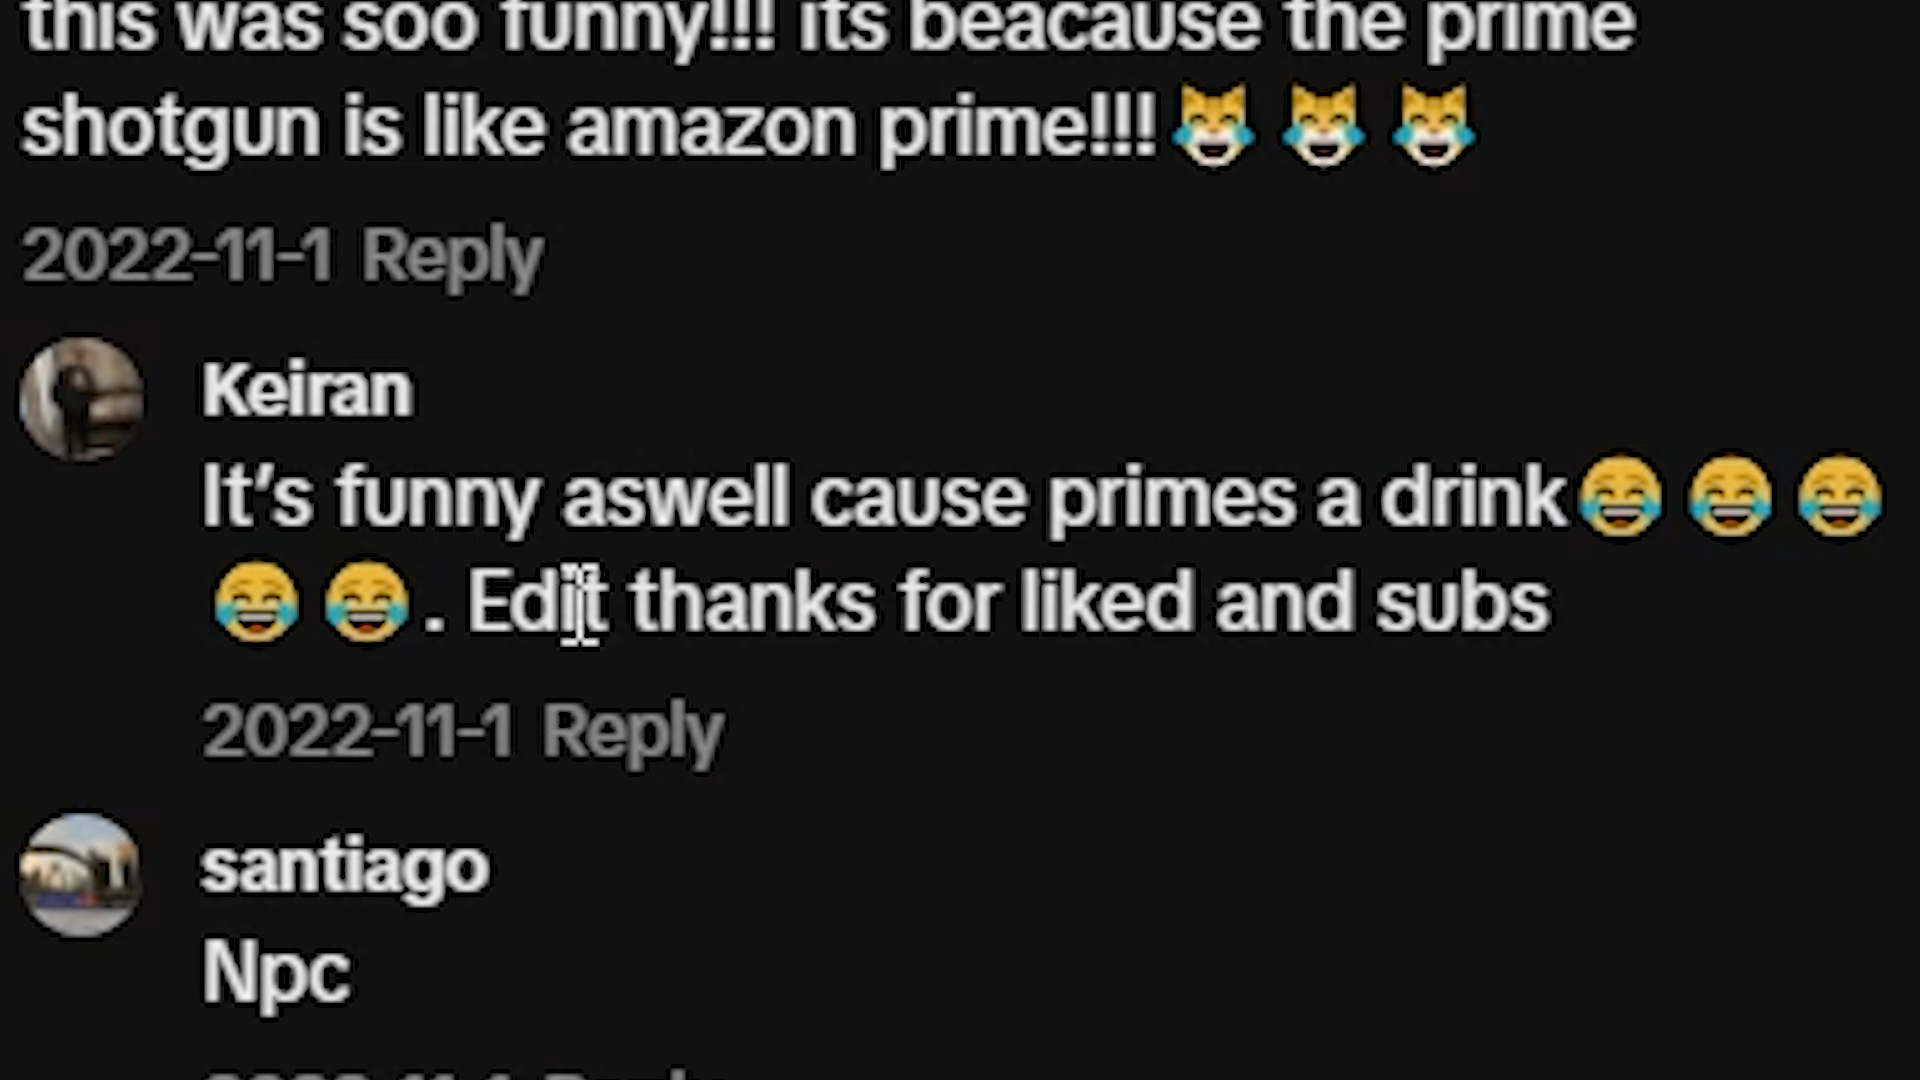 this was soo funny!!! its beacause the prime
shotgun is like amazon prime!!!😹😹😹
2022-11-1 Reply
Keiran
It’s funny aswell cause primes a drink😂😂😂
😂😂. Edit thanks for liked and subs
2022-11-1 Reply
santiago
Npc